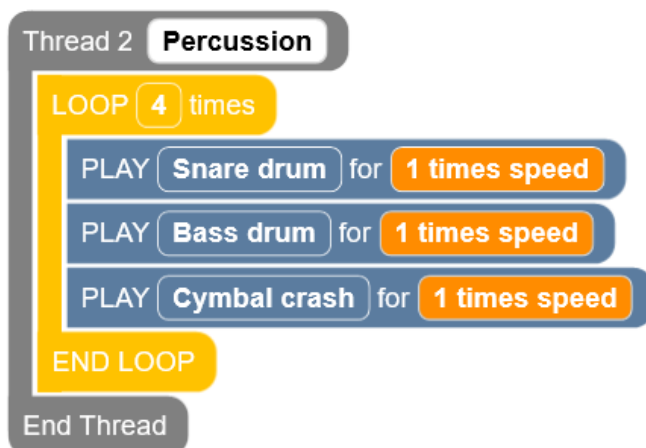 Thread 2 Percussion
LOOP 4 times
PLAY Snare drum for 1 times speed
PLAY Bass drum for 1 times speed
PLAY Cymbal crash for 1 times speed
END LOOP
End Thread